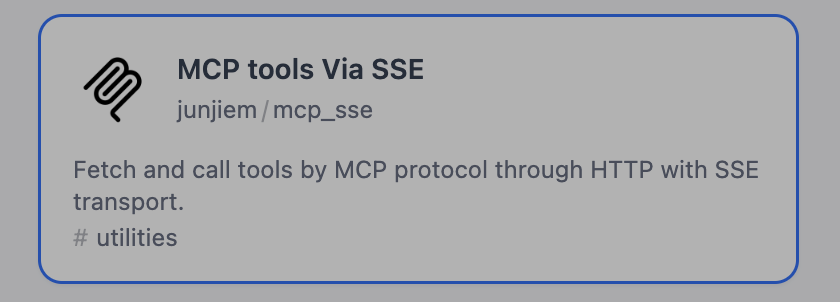 MCP tools Via SSE
junjiem / mcp_sse
Fetch and call tools by MCP protocol through HTTP with SSE
transport.
# utilities